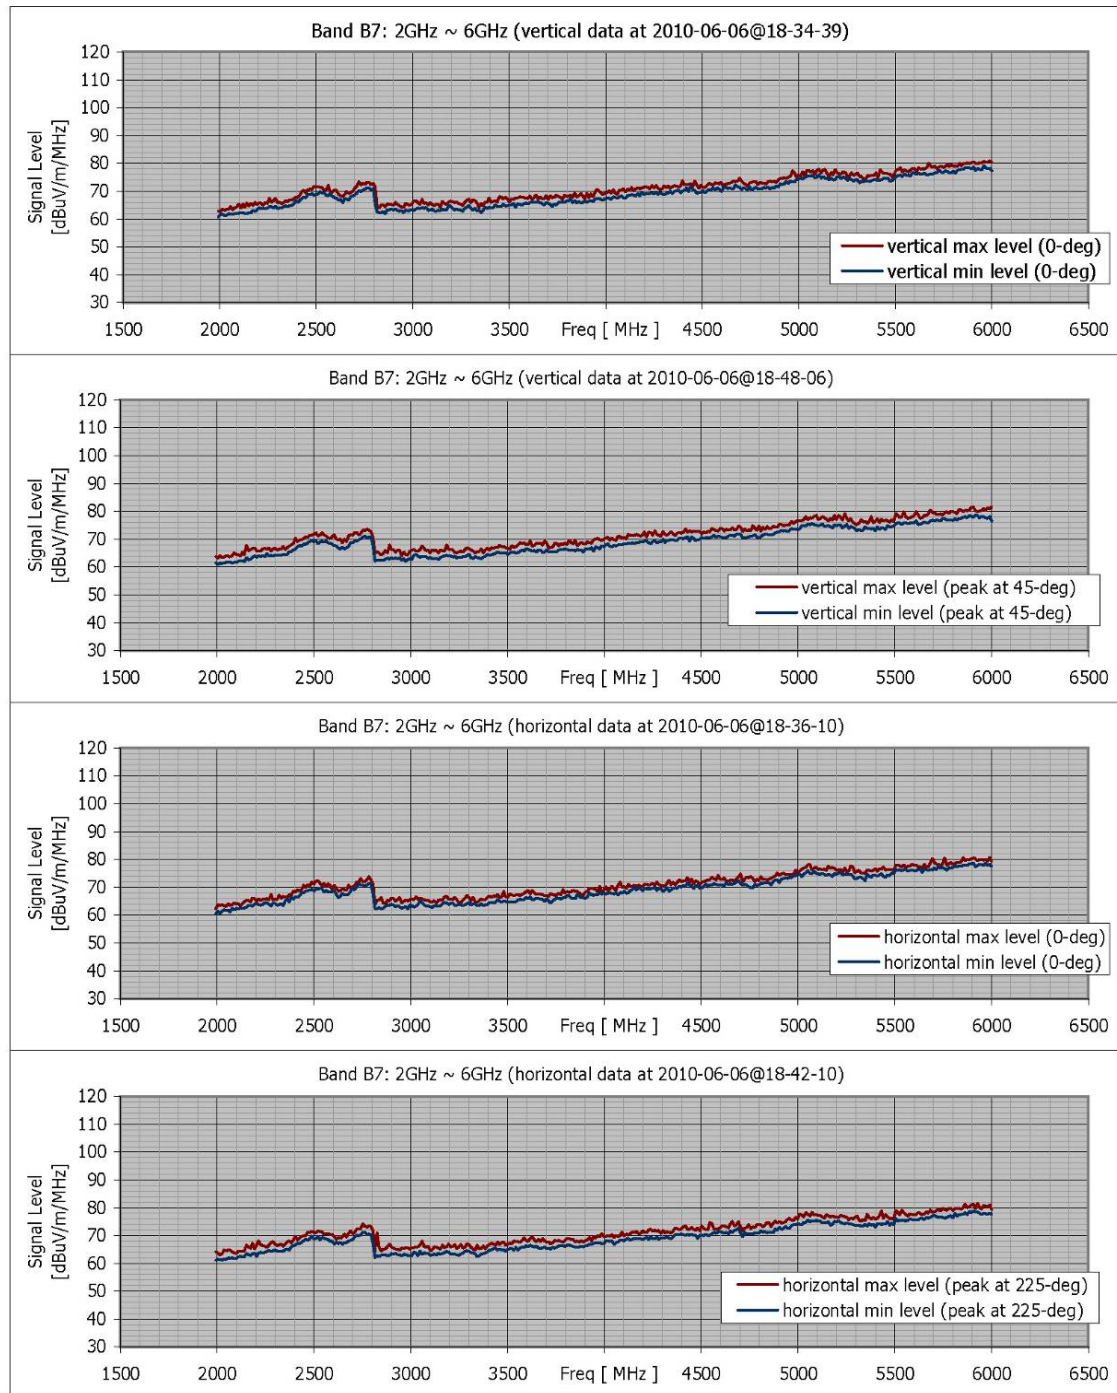 Band B7: 2GHz ~ 6GHz (vertical data at 2010-06-06@18-34-39)
120
110
100
90
80
70
60
50
40
30
Signal Level
[dBuV/m/MHz]
vertical max level (0-deg)
vertical min level (0-deg)
1500 2000 2500 3000 3500 Freq [ MHz ] 4500 5000 5500 6000 6500
Band B7: 2GHz ~ 6GHz (vertical data at 2010-06-06@18-48-06)
120
110
100
90
80
70
60
50
40
30
Signal Level
[dBuV/m/MHz]
vertical max level (peak at 45-deg)
vertical min level (peak at 45-deg)
1500 2000 2500 3000 3500 Freq [ MHz ] 4500 5000 5500 6000 6500
Band B7: 2GHz ~ 6GHz (horizontal data at 2010-06-06@18-36-10)
120
110
100
90
80
70
60
50
40
30
Signal Level
[dBuV/m/MHz]
horizontal max level (0-deg)
horizontal min level (0-deg)
1500 2000 2500 3000 3500 Freq [ MHz ] 4500 5000 5500 6000 6500
Band B7: 2GHz ~ 6GHz (horizontal data at 2010-06-06@18-42-10)
120
110
100
90
80
70
60
50
40
30
Signal Level
[dBuV/m/MHz]
horizontal max level (peak at 225-deg)
horizontal min level (peak at 225-deg)
1500 2000 2500 3000 3500 Freq [ MHz ] 4500 5000 5500 6000 6500